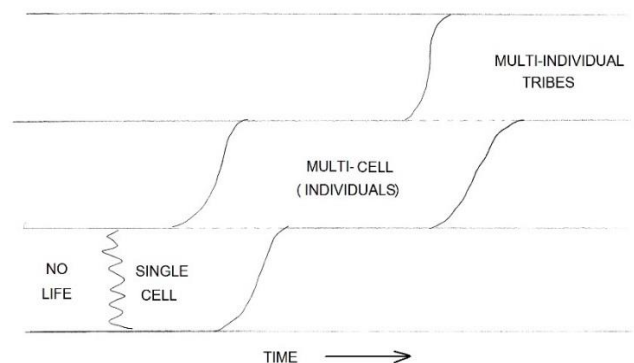 MULTI-INDIVIDUAL
TRIBES
MULTI-CELL
(INDIVIDUALS)
NO
LIFE
SINGLE
CELL
TIME